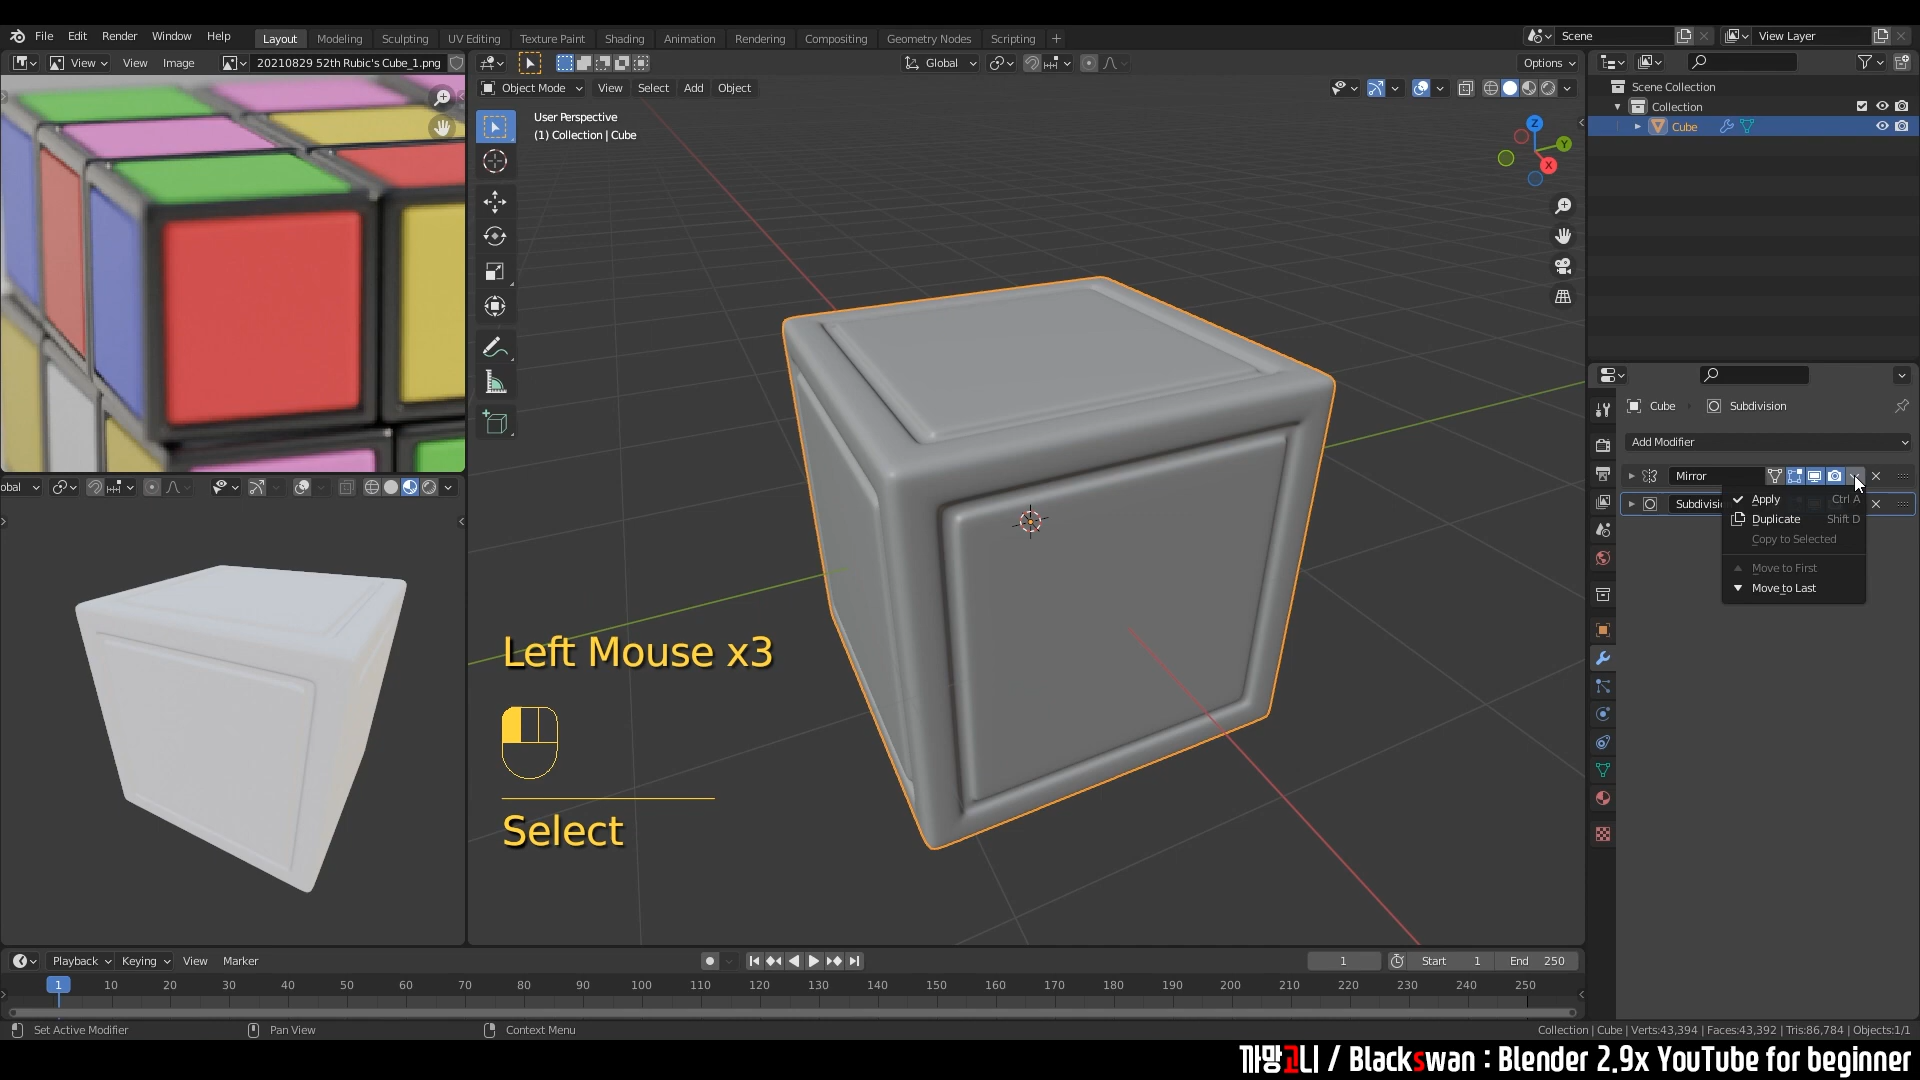 File Edit Render Window Help
Layout Modeling Sculpting UV Editing Texture Paint Shading Animation Rendering Compositing Geometry Nodes Scripting +
Scene View Layer
View View Image 20210829 52th Rubic's Cube_1.png
Global Options
Object Mode View Select Add Object
User Perspective
(1) Collection | Cube
Z
Y
X
Scene Collection
Collection
Cube
Cube Subdivision
Add Modifier
Mirror
Apply Ctrl A
Duplicate Shift D
Copy to Selected
Move to First
Move to Last
obal
Left Mouse x3
Select
Playback Keying View Marker
1 Start 1 End 250
1 10 20 30 40 50 60 70 80 90 100 110 120 130 140 150 160 170 180 190 200 210 220 230 240 250
Set Active Modifier Pan View Context Menu
Collection | Cube | Verts:43,394 | Faces:43,392 | Tris:86,784 | Objects:1/1
까망고니 / Blackswan : Blender 2.9x YouTube for beginner